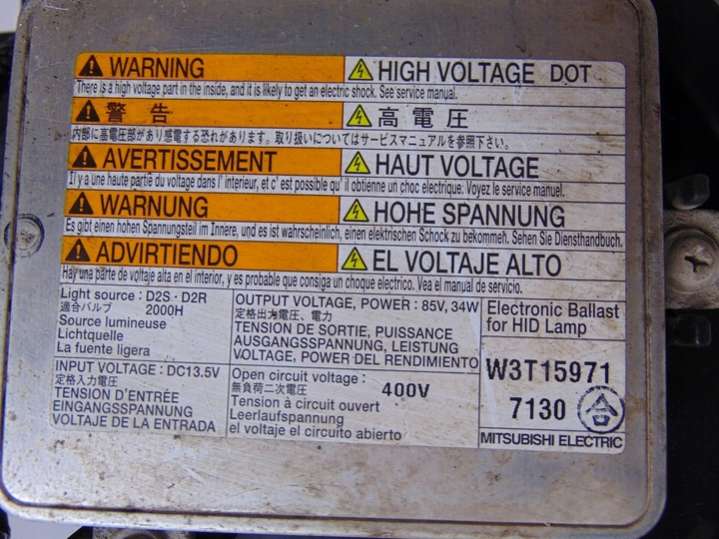 WARNING HIGH VOLTAGE DOT
There is a high voltage part in the inside, and it is likely to get an electric shock. See service manual.
警告 高電圧
内部に高電圧部があり感電する恐れがあります。取り扱いについてはサービスマニュアルを参照下さい。
AVERTISSEMENT HAUT VOLTAGE
Il y a une haute partie du voltage dans l' interieur, et c' est possible qu' il obtienne un choc electrique. Voyez le service manuel.
WARNUNG HOHE SPANNUNG
Es gibt einen hohen Spannungsteil im Innere, und es ist wahrscheinlich, einen elektrischen Schock zu bekommen. Sehen Sie Diensthandbuch.
ADVIRTIENDO EL VOLTAJE ALTO
Hay una parte de voltaje alta en el interior, y es probable que consiga un choque electrico. Vea el manual de servicio.
Light source : D2S · D2R
適合バルブ 2000H
Source lumineuse
Lichtquelle
La fuente ligera
OUTPUT VOLTAGE, POWER : 85V, 34W
定格出力電圧、電力
TENSION DE SORTIE, PUISSANCE
AUSGANGSSPANNUNG, LEISTUNG
VOLTAGE, POWER DEL RENDIMIENTO
Electronic Ballast
for HID Lamp
INPUT VOLTAGE : DC13.5V
定格入力電圧
TENSION D'ENTRÉE
EINGANGSSPANNUNG
VOLTAJE DE LA ENTRADA
Open circuit voltage :
無負荷二次電圧 400V
Tension à circuit ouvert
Leerlaufspannung
el voltaje el circuito abierto
W3T15971
7130 合
MITSUBISHI ELECTRIC